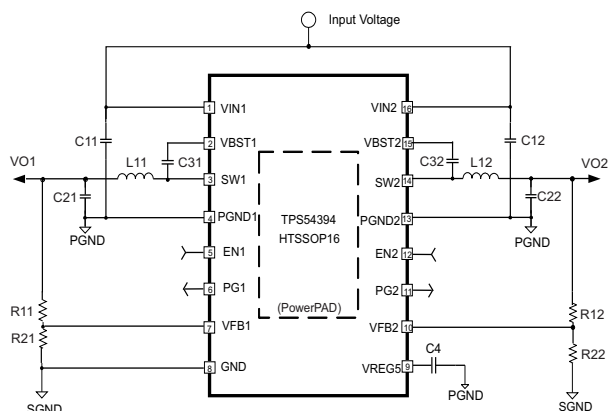 Input Voltage
1 VIN1
VIN2 16
C11
C12
2 VBST1
VBST2 15
VO1
L11
C31
C32
L12
VO2
3 SW1
SW2 14
C21
C22
4 PGND1
PGND2 13
TPS54394
HTSSOP16
PGND
PGND
5 EN1
EN2 12
6 PG1
PG2 11
(PowerPAD)
R11
R12
7 VFB1
VFB2 10
R21
R22
8 GND
VREG5 9
C4
PGND
SGND
SGND